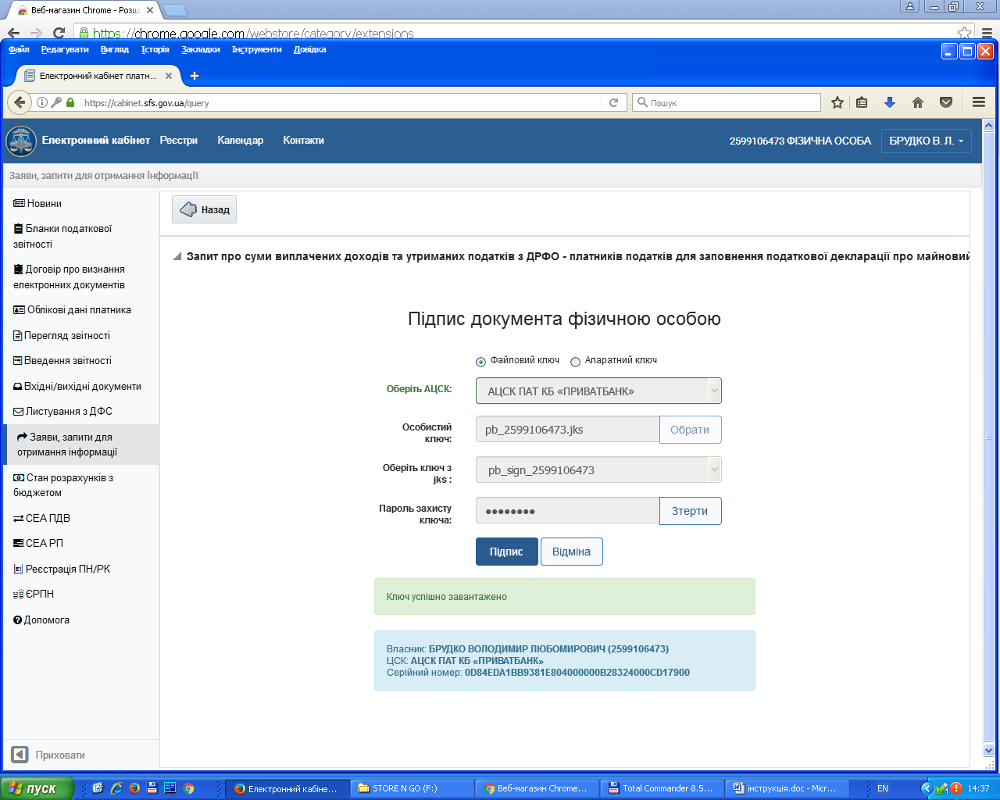 Веб-магазин Chrome - Розш
https://chrome.google.com/webstore/category/extensions
Файл Редагувати Вигляд Історія Закладки Інструменти Довідка
Електронний кабінет платн...
https://cabinet.sfs.gov.ua/query
Пошук
Електронний кабінет Реєстри Календар Контакти
2599106473 ФІЗИЧНА ОСОБА БРУДКО В. Л.
Заяви, запити для отримання інформації
Новини
Бланки податкової
звітності
Договір про визнання
електронних документів
Облікові дані платника
Перегляд звітності
Введення звітності
Вхідні/вихідні документи
Листування з ДФС
Заяви, запити для
отримання інформації
Стан розрахунків з
бюджетом
СЕА ПДВ
СЕА РП
Реєстрація ПН/РК
ЄРПН
Допомога
Приховати
Назад
Запит про суми виплачених доходів та утриманих податків з ДРФО - платників податків для заповнення податкової декларації про майновий
Підпис документа фізичною особою
Файловий ключ Апаратний ключ
Оберіть АЦСК: АЦСК ПАТ КБ «ПРИВАТБАНК»
Особистий
ключ:
pb_2599106473.jks Обрати
Оберіть ключ з
jks :
pb_sign_2599106473
Пароль захисту
ключа:
Зтерти
Підпис Відміна
Ключ успішно завантажено
Власник: БРУДКО ВОЛОДИМИР ЛЮБОМИРОВИЧ (2599106473)
ЦСК: АЦСК ПАТ КБ «ПРИВАТБАНК»
Серійний номер: 0D84EDA1BB9381E804000000B28324000CD17900
пуск
Електронний кабіне...
STORE N GO (F:)
Веб-магазин Chrome...
Total Commander 8.5...
інструкція.doc - Micr...
EN
14:37